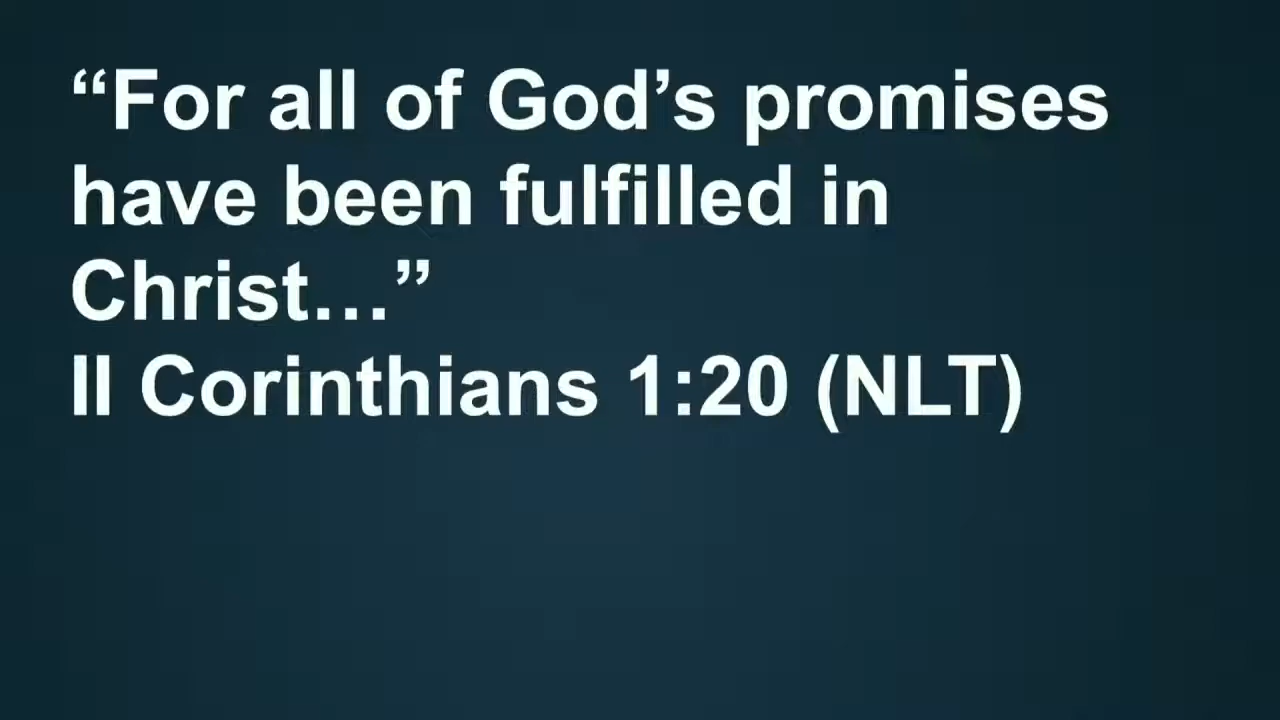 “For all of God’s promises
have been fulfilled in
Christ…”
II Corinthians 1:20 (NLT)